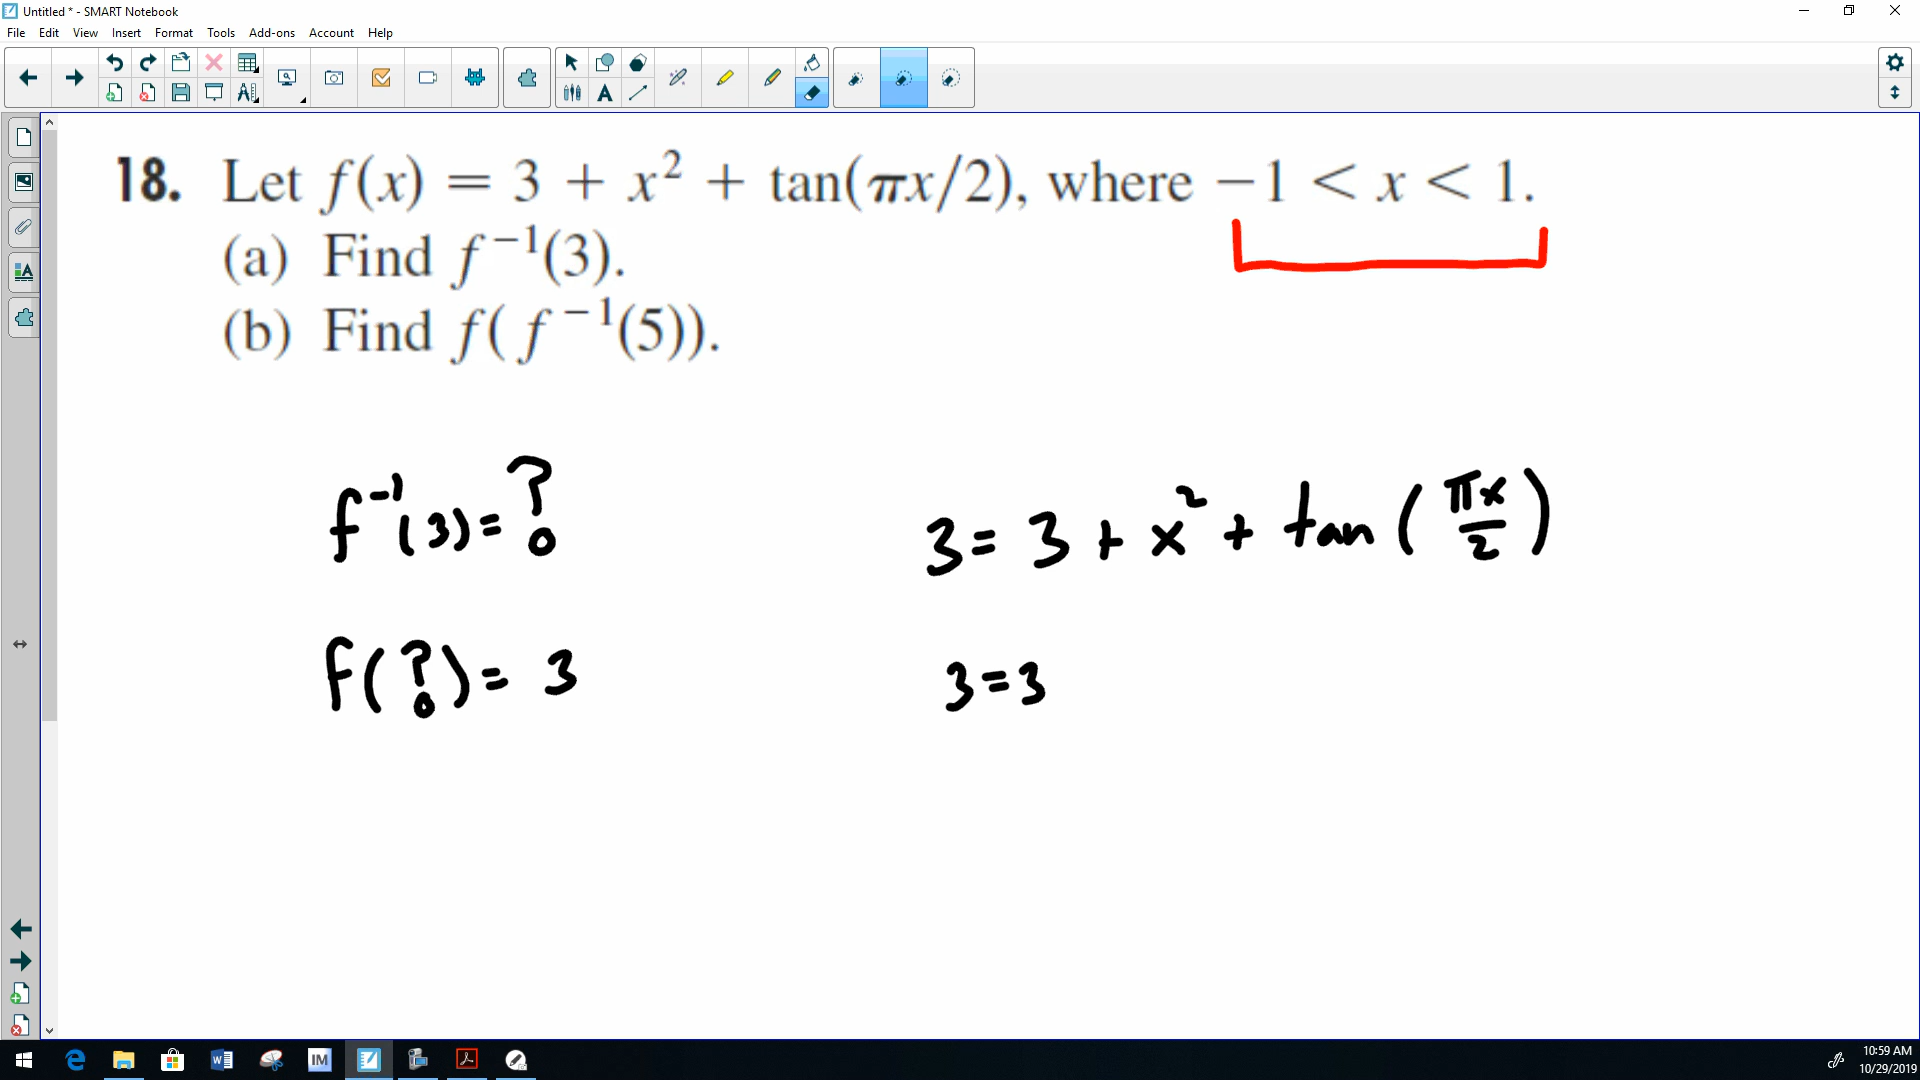 Untitled * - SMART Notebook
File Edit View Insert Format Tools Add-ons Account Help
18. Let f(x) = 3 + x² + tan(πx/2), where −1 < x < 1.
(a) Find f⁻¹(3).
(b) Find f(f⁻¹(5)).
f⁻¹(3) = ?
3 = 3 + x² + tan(πx/2)
f(?) = 3
3 = 3
IM
10:59 AM
10/29/2019